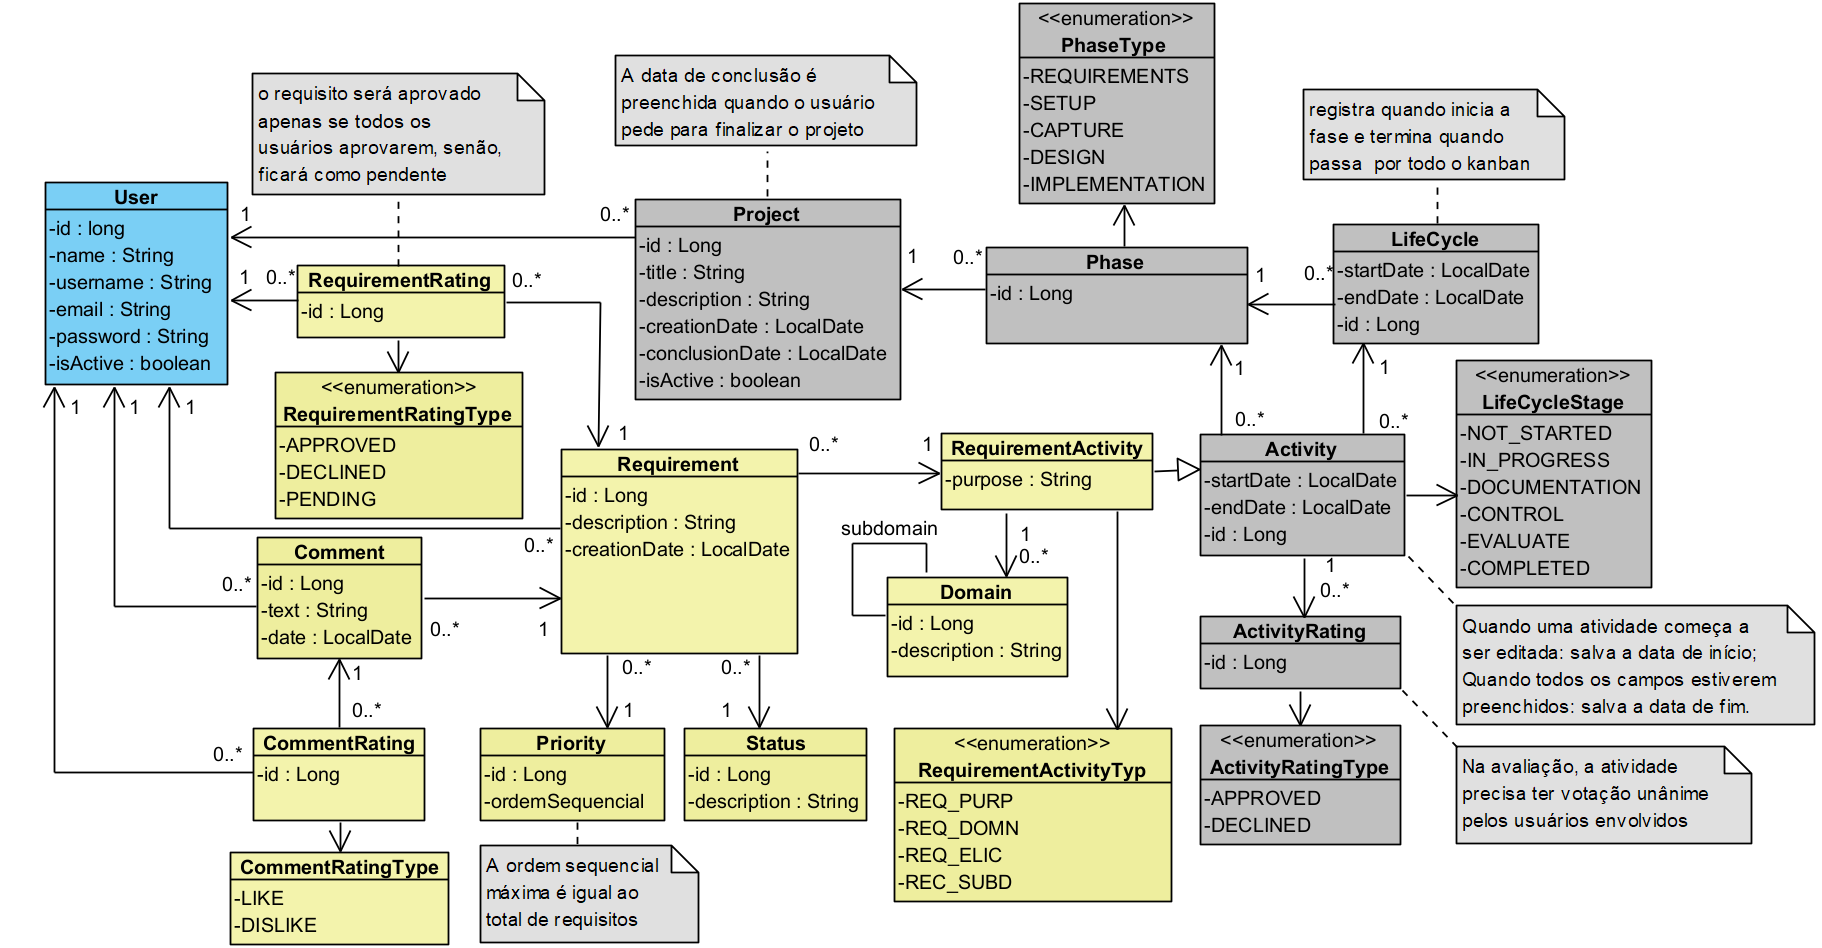 <<enumeration>>
PhaseType
-REQUIREMENTS
-SETUP
-CAPTURE
-DESIGN
-IMPLEMENTATION
A data de conclusão é
preenchida quando o usuário
pede para finalizar o projeto
o requisito será aprovado
apenas se todos os
usuários aprovarem, senão,
ficará como pendente
registra quando inicia a
fase e termina quando
passa por todo o kanban
User
-id : long
-name : String
-username : String
-email : String
-password : String
-isActive : boolean
1
0..*
Project
-id : Long
-title : String
-description : String
-creationDate : LocalDate
-conclusionDate : LocalDate
-isActive : boolean
1
0..*
Phase
-id : Long
1
0..*
LifeCycle
-startDate : LocalDate
-endDate : LocalDate
-id : Long
1
0..*
RequirementRating
-id : Long
0..*
1
<<enumeration>>
RequirementRatingType
-APPROVED
-DECLINED
-PENDING
1
1
1
1
0..*
1
0..*
<<enumeration>>
LifeCycleStage
-NOT_STARTED
-IN_PROGRESS
-DOCUMENTATION
-CONTROL
-EVALUATE
-COMPLETED
Requirement
-id : Long
-description : String
-creationDate : LocalDate
0..*
1
RequirementActivity
-purpose : String
Activity
-startDate : LocalDate
-endDate : LocalDate
-id : Long
0..*
Comment
-id : Long
-text : String
-date : LocalDate
0..*
0..*
1
subdomain
1
0..*
Domain
-id : Long
-description : String
1
0..*
ActivityRating
-id : Long
Quando uma atividade começa a
ser editada: salva a data de início;
Quando todos os campos estiverem
preenchidos: salva a data de fim.
1
0..*
0..*
1
0..*
1
0..*
CommentRating
-id : Long
Priority
-id : Long
-ordemSequencial
Status
-id : Long
-description : String
<<enumeration>>
RequirementActivityTyp
-REQ_PURP
-REQ_DOMN
-REQ_ELIC
-REC_SUBD
<<enumeration>>
ActivityRatingType
-APPROVED
-DECLINED
Na avaliação, a atividade
precisa ter votação unânime
pelos usuários envolvidos
CommentRatingType
-LIKE
-DISLIKE
A ordem sequencial
máxima é igual ao
total de requisitos